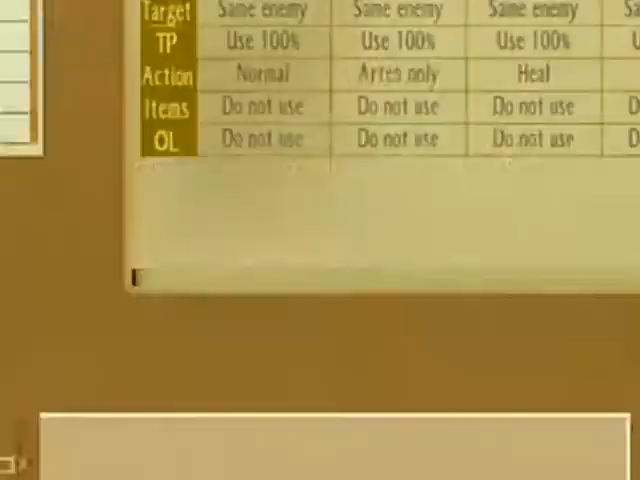 Target Same enemy Same enemy Same enemy Sa
TP Use 100% Use 100% Use 100%
Action Normal Artes only Heal
Items Do not use Do not use Do not use D
OL Do not use Do not use Do not use D